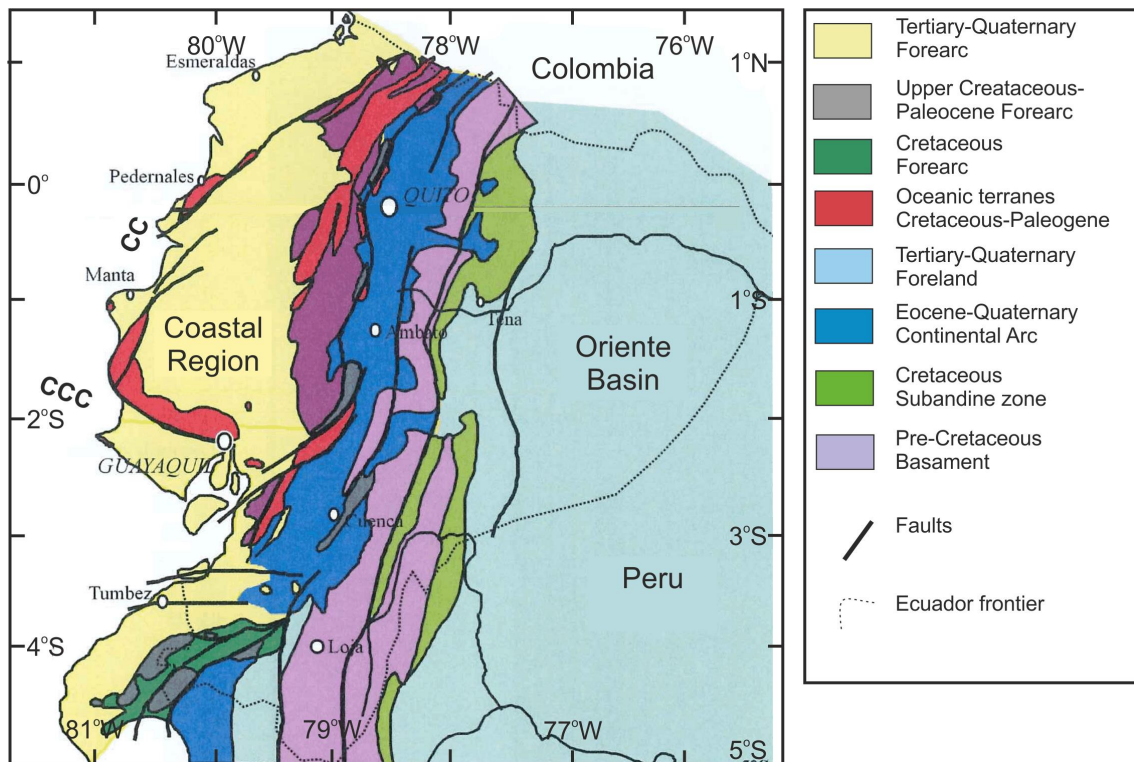 80°W
78°W
76°W
Esmeraldas
Colombia
1°N
Pedernales
0°
QUITO
CC
Manta
1°S
Ambato
Tena
Coastal
Region
Oriente
Basin
CCC
2°S
GUAYAQUIL
Cuenca
3°S
Peru
Tumbez
4°S
Loja
81°W
79°W
77°W
5°S
Tertiary-Quaternary
Forearc
Upper Creataceous-
Paleocene Forearc
Cretaceous
Forearc
Oceanic terranes
Cretaceous-Paleogene
Tertiary-Quaternary
Foreland
Eocene-Quaternary
Continental Arc
Cretaceous
Subandine zone
Pre-Cretaceous
Basament
Faults
Ecuador frontier